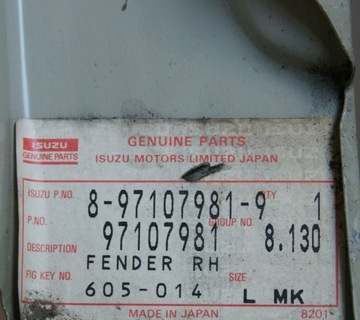 ISUZU
GENUINE PARTS
GENUINE PARTS
ISUZU MOTORS LIMITED JAPAN
ISUZU P.NO. 8-97107981-9 QTY 1
P.NO. 97107981 GROUP NO. 8.130
DESCRIPTION FENDER RH
FIG KEY NO. 605-014 SIZE L MK
MADE IN JAPAN 8201